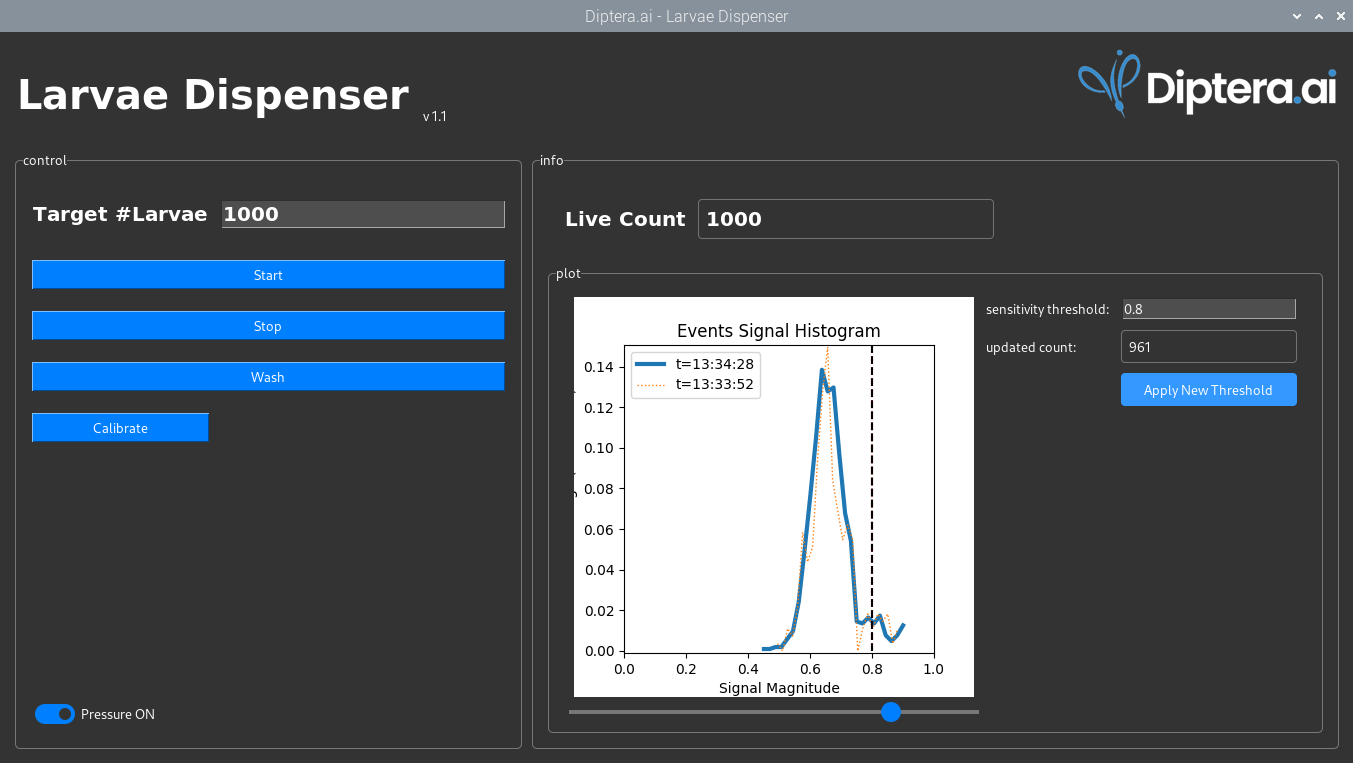 Diptera.ai - Larvae Dispenser
Larvae Dispenser
v 1.1
Diptera.ai
control
Target #Larvae 1000
Start
Stop
Wash
Calibrate
Pressure ON
info
Live Count 1000
plot
Events Signal Histogram
t=13:34:28
t=13:33:52
0.14
0.12
0.10
0.08
0.06
0.04
0.02
0.00
0.0 0.2 0.4 0.6 0.8 1.0
Signal Magnitude
sensitivity threshold: 0.8
updated count: 961
Apply New Threshold